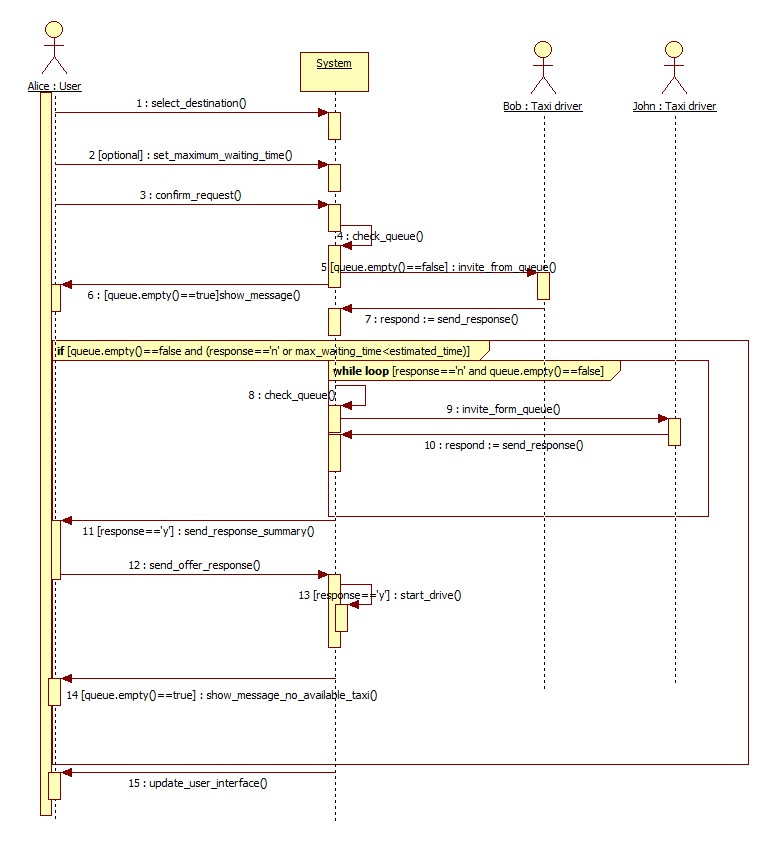 System
Alice : User
Bob : Taxi driver
John : Taxi driver
1 : select_destination()
2 [optional] : set_maximum_waiting_time()
3 : confirm_request()
4 : check_queue()
5 [queue.empty()==false] : invite_from_queue()
6 : [queue.empty()==true]show_message()
7 : respond := send_response()
if [queue.empty()==false and (response=='n' or max_waiting_time<estimated_time)]
while loop [response=='n' and queue.empty()==false]
8 : check_queue()
9 : invite_form_queue()
10 : respond := send_response()
11 [response=='y'] : send_response_summary()
12 : send_offer_response()
13 [response=='y'] : start_drive()
14 [queue.empty()==true] : show_message_no_available_taxi()
15 : update_user_interface()